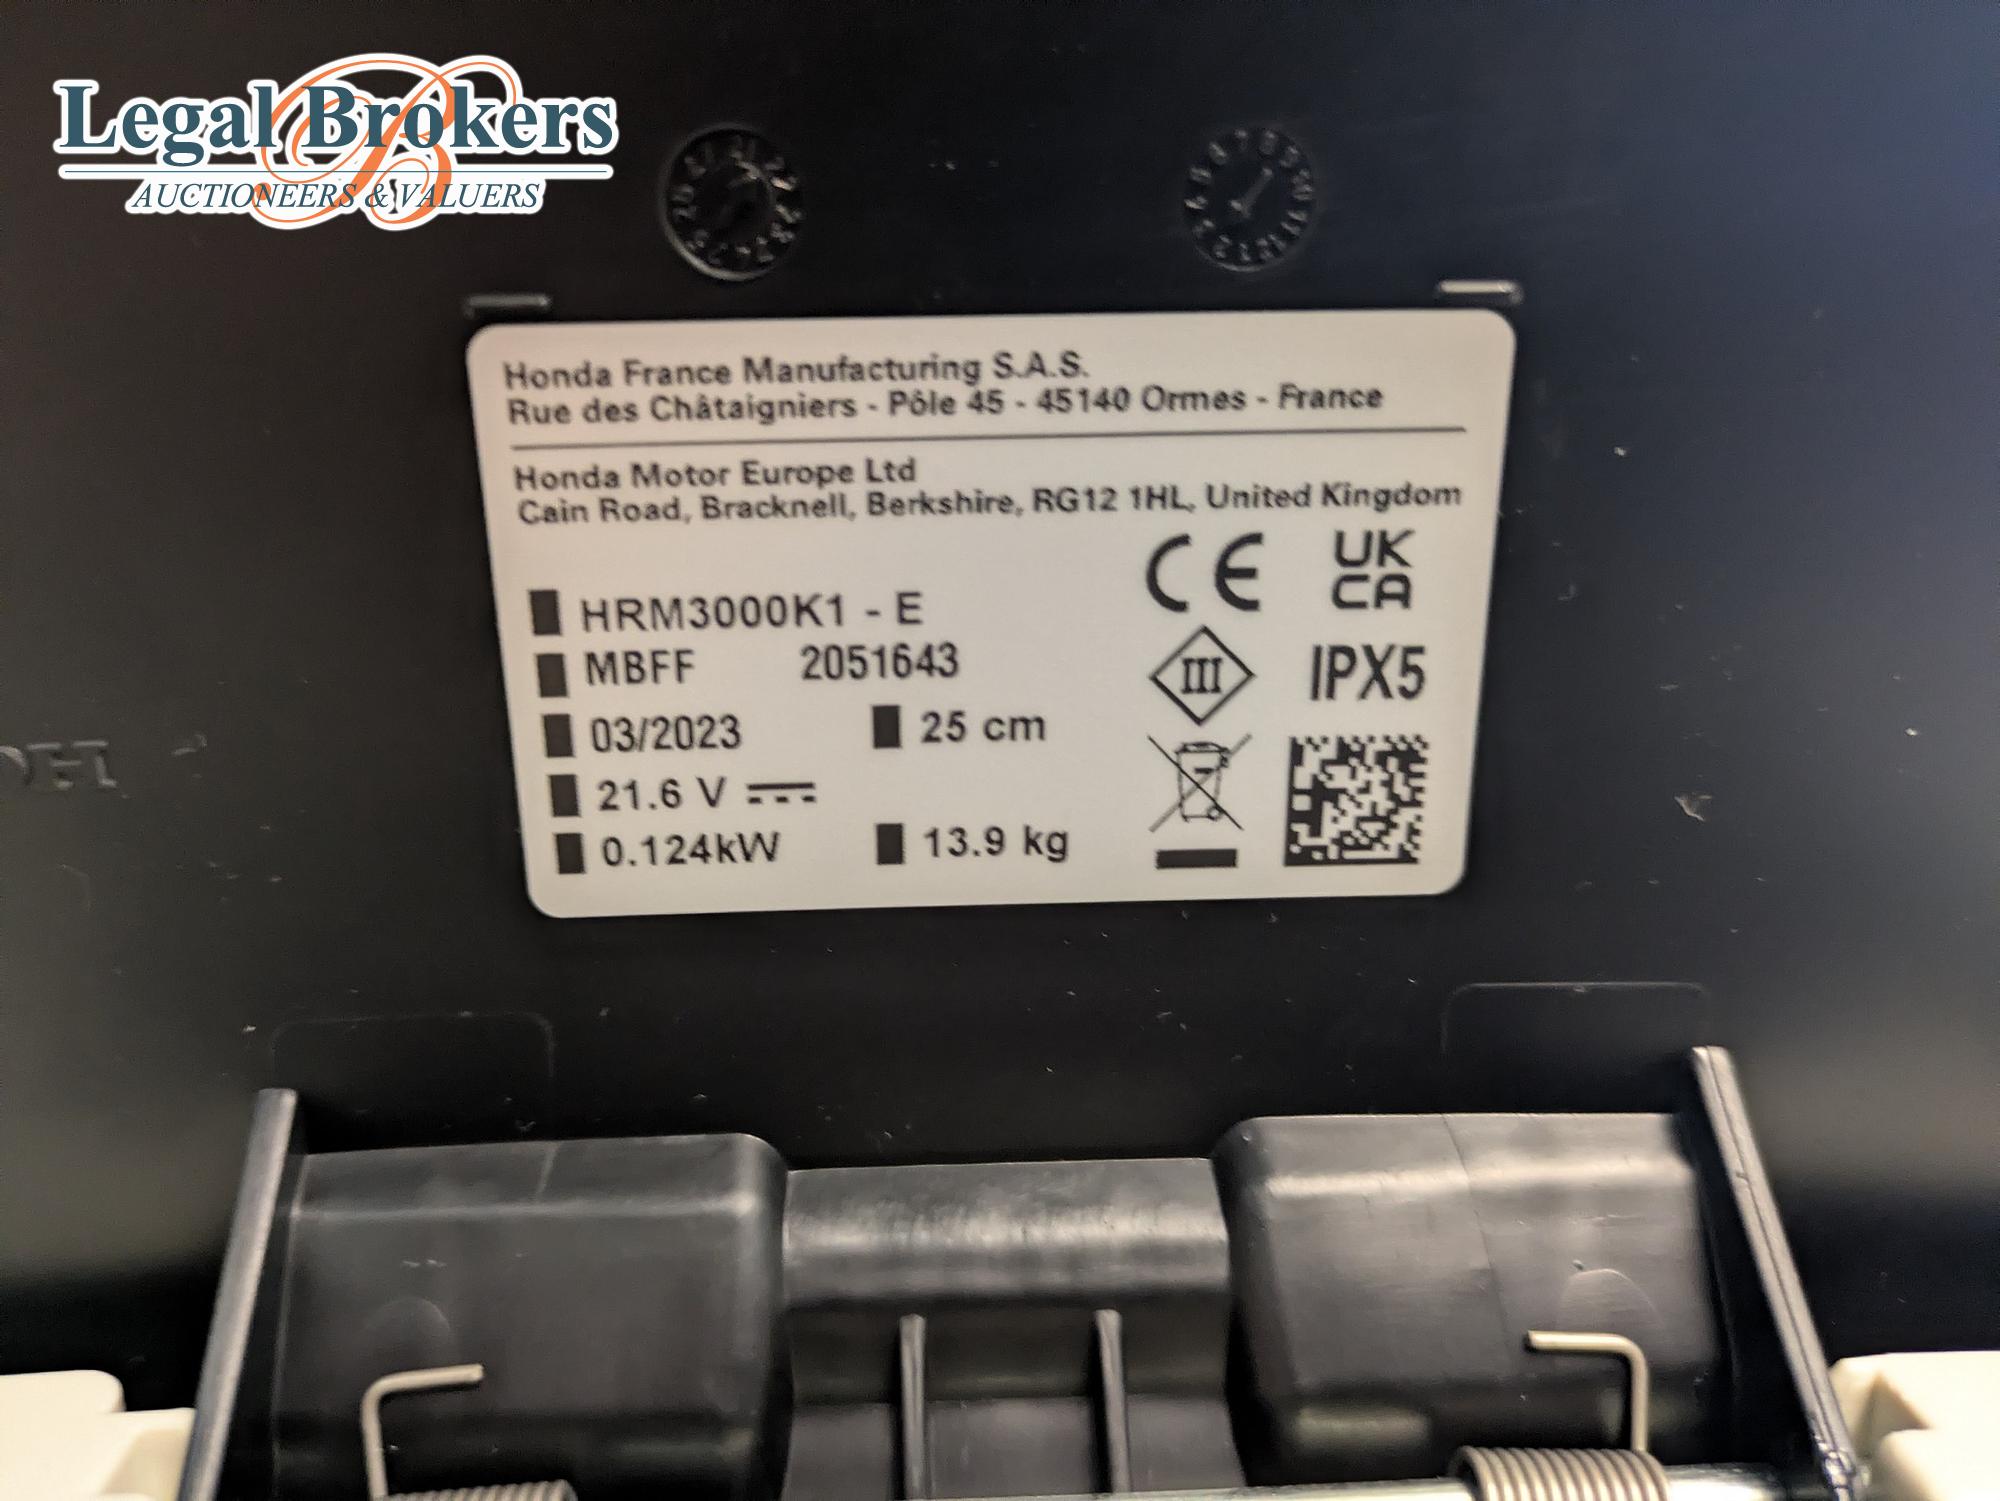 Legal Brokers
AUCTIONEERS & VALUERS
Honda France Manufacturing S.A.S.
Rue des Châtaigniers - Pôle 45 - 45140 Ormes - France
Honda Motor Europe Ltd
Cain Road, Bracknell, Berkshire, RG12 1HL, United Kingdom
CE UK CA
HRM3000K1 - E
MBFF 2051643
III IPX5
03/2023 25 cm
21.6 V
0.124kW 13.9 kg